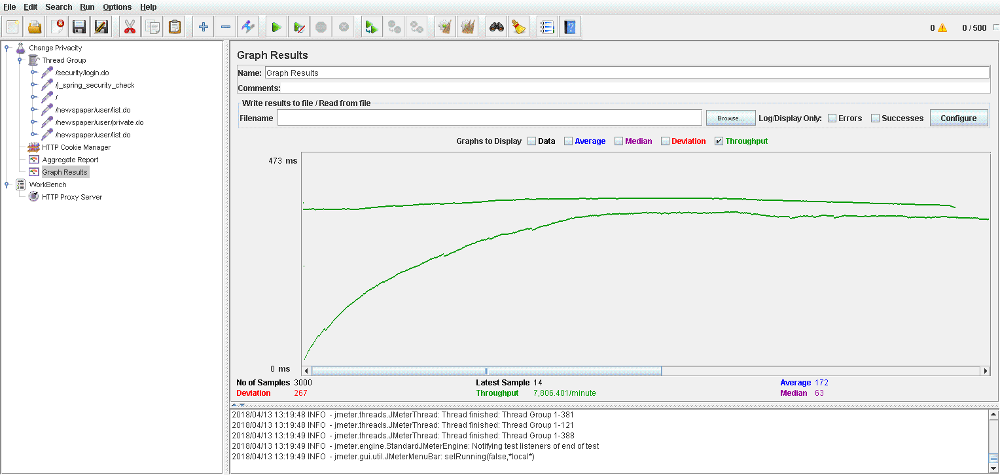 File Edit Search Run Options Help
0 0 / 500
Change Privacity
Thread Group
/security/login.do
/j_spring_security_check
/
/newspaper/user/list.do
/newspaper/user/private.do
/newspaper/user/list.do
HTTP Cookie Manager
Aggregate Report
Graph Results
WorkBench
HTTP Proxy Server
Graph Results
Name: Graph Results
Comments:
Write results to file / Read from file
Filename Browse... Log/Display Only: Errors Successes Configure
Graphs to Display Data Average Median Deviation Throughput
473 ms
0 ms
No of Samples 3000 Latest Sample 14 Average 172
Deviation 267 Throughput 7,806.401/minute Median 63
2018/04/13 13:19:48 INFO - jmeter.threads.JMeterThread: Thread finished: Thread Group 1-381
2018/04/13 13:19:48 INFO - jmeter.threads.JMeterThread: Thread finished: Thread Group 1-121
2018/04/13 13:19:49 INFO - jmeter.threads.JMeterThread: Thread finished: Thread Group 1-388
2018/04/13 13:19:49 INFO - jmeter.engine.StandardJMeterEngine: Notifying test listeners of end of test
2018/04/13 13:19:49 INFO - jmeter.gui.util.JMeterMenuBar: setRunning(false,*local*)